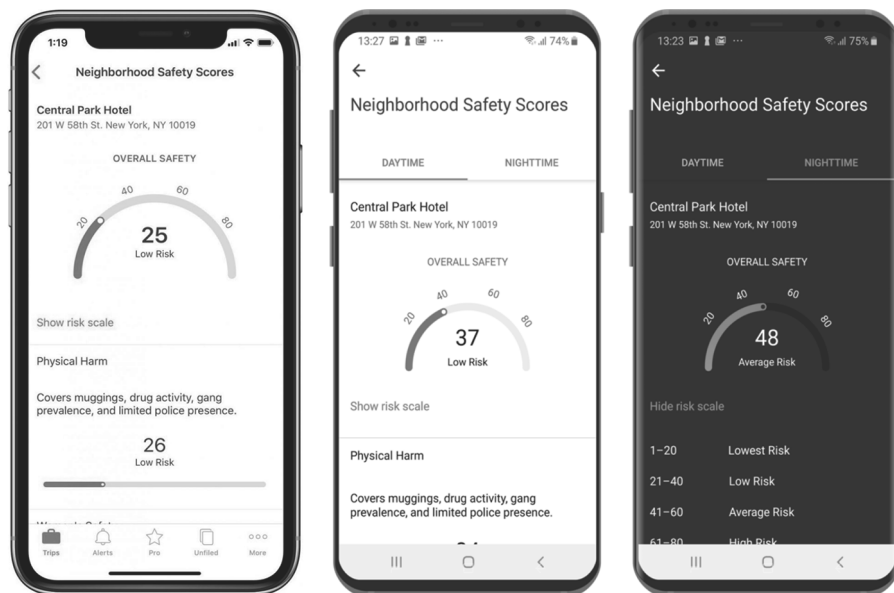 1:19
Neighborhood Safety Scores
Central Park Hotel
201 W 58th St. New York, NY 10019
OVERALL SAFETY
20
40
60
80
25
Low Risk
Show risk scale
Physical Harm
Covers muggings, drug activity, gang
prevalence, and limited police presence.
26
Low Risk
Trips
Alerts
Pro
Unfiled
More
13:27
74%
Neighborhood Safety Scores
DAYTIME
NIGHTTIME
Central Park Hotel
201 W 58th St. New York, NY 10019
OVERALL SAFETY
20
40
60
80
37
Low Risk
Show risk scale
Physical Harm
Covers muggings, drug activity, gang
prevalence, and limited police presence.
13:23
75%
Neighborhood Safety Scores
DAYTIME
NIGHTTIME
Central Park Hotel
201 W 58th St. New York, NY 10019
OVERALL SAFETY
20
40
60
80
48
Average Risk
Hide risk scale
1–20 Lowest Risk
21–40 Low Risk
41–60 Average Risk
61–80 High Risk